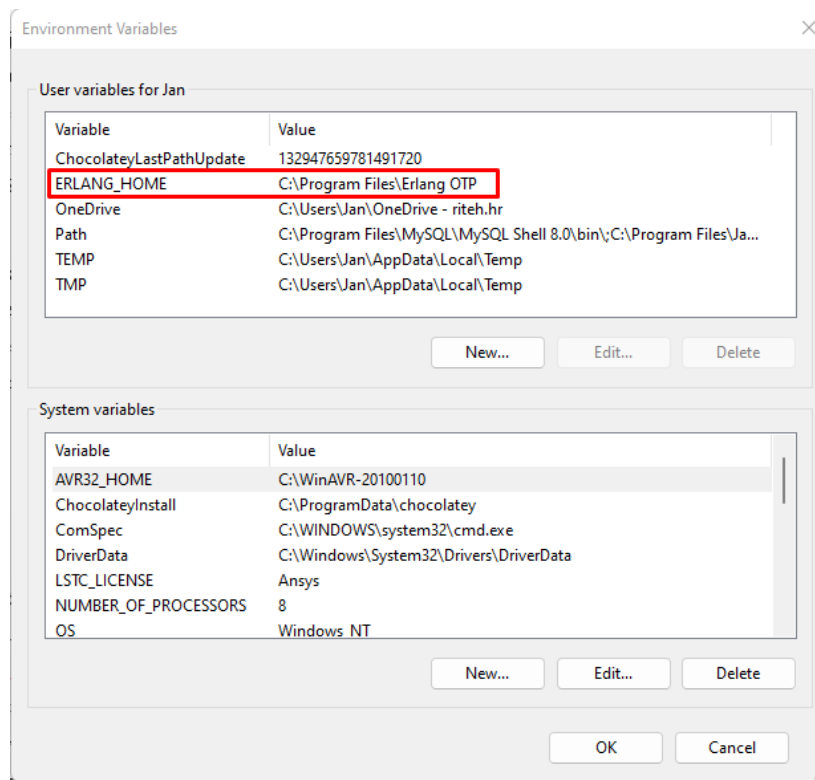 Environment Variables
User variables for Jan
Variable Value
ChocolateyLastPathUpdate 132947659781491720
ERLANG_HOME C:\Program Files\Erlang OTP
OneDrive C:\Users\Jan\OneDrive - riteh.hr
Path C:\Program Files\MySQL\MySQL Shell 8.0\bin\;C:\Program Files\Ja...
TEMP C:\Users\Jan\AppData\Local\Temp
TMP C:\Users\Jan\AppData\Local\Temp
New... Edit... Delete
System variables
Variable Value
AVR32_HOME C:\WinAVR-20100110
ChocolateyInstall C:\ProgramData\chocolatey
ComSpec C:\WINDOWS\system32\cmd.exe
DriverData C:\Windows\System32\Drivers\DriverData
LSTC_LICENSE Ansys
NUMBER_OF_PROCESSORS 8
OS Windows_NT
New... Edit... Delete
OK Cancel